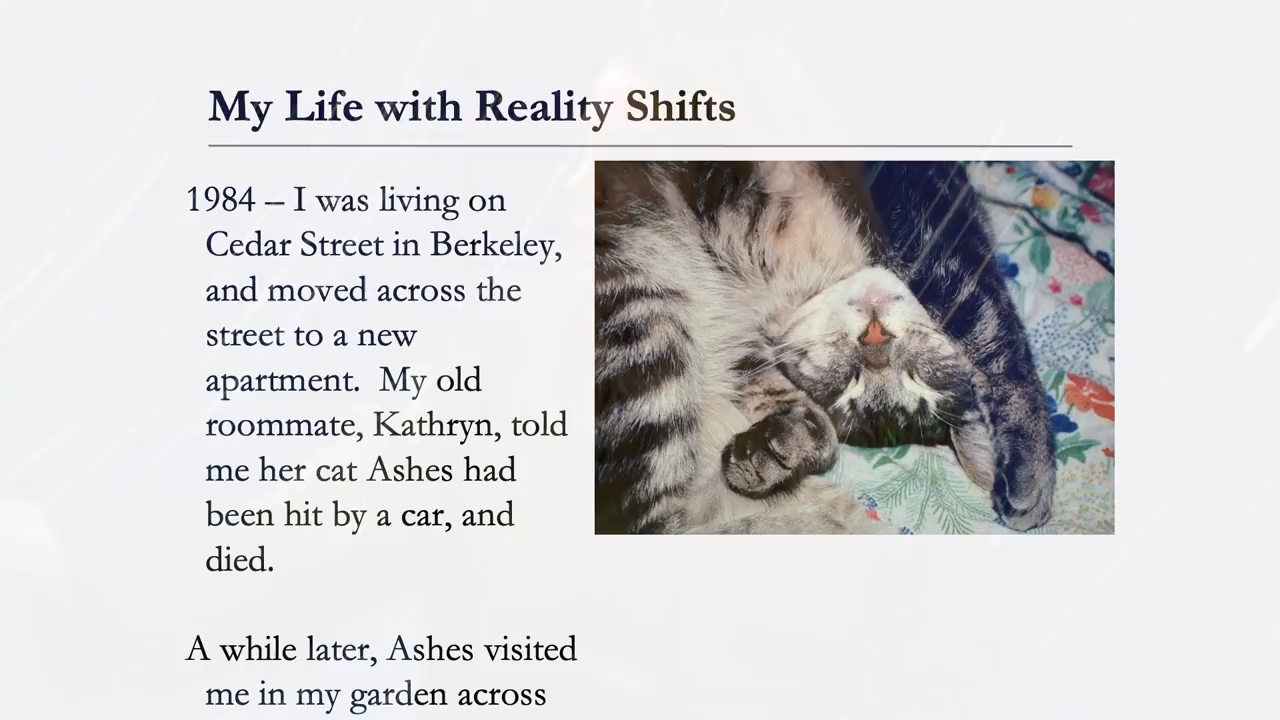 My Life with Reality Shifts
1984 – I was living on
Cedar Street in Berkeley,
and moved across the
street to a new
apartment.  My old
roommate, Kathryn, told
me her cat Ashes had
been hit by a car, and
died.
A while later, Ashes visited
me in my garden across